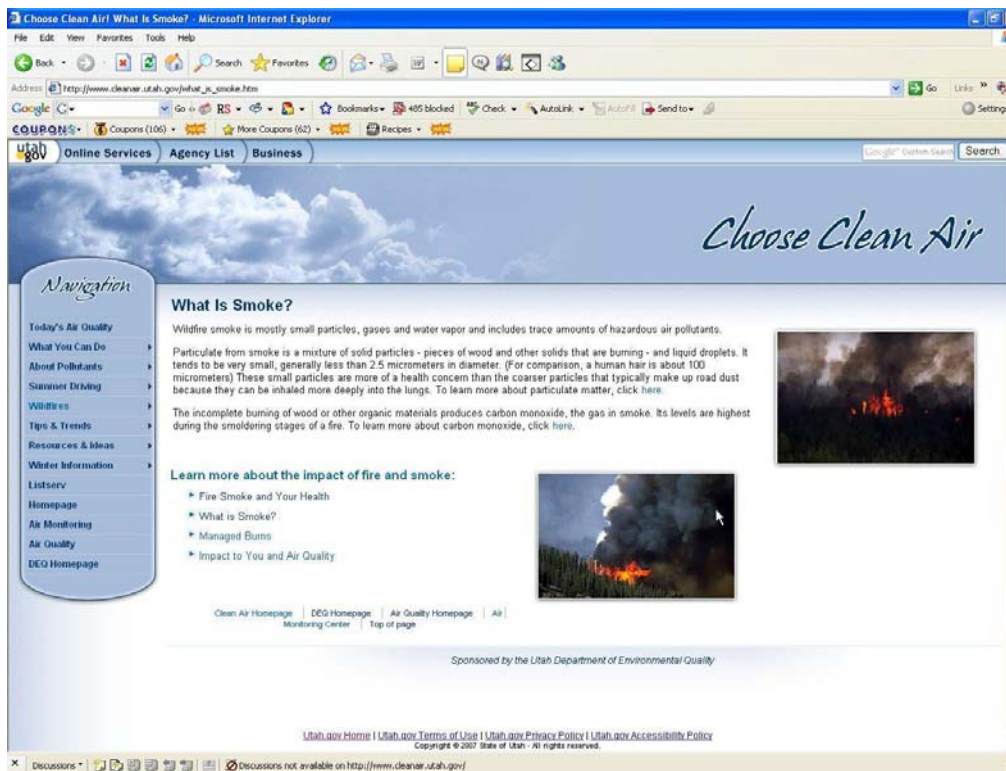 Choose Clean Air! What Is Smoke? - Microsoft Internet Explorer
File Edit View Favorites Tools Help
Back Search Favorites
Address http://www.cleanair.utah.gov/what_is_smoke.htm Go Links »
Google G Go RS Bookmarks 405 blocked Check AutoLink AutoFill Send to Setting
COUPONS Coupons (106) More Coupons (62) Recipes
utah gov Online Services Agency List Business Google Custom Search Search
Choose Clean Air
Navigation
Today's Air Quality
What You Can Do
About Pollutants
Summer Driving
Wildfires
Tips & Trends
Resources & Ideas
Winter Information
Listserv
Homepage
Air Monitoring
Air Quality
DEQ Homepage
What Is Smoke?
Wildfire smoke is mostly small particles, gases and water vapor and includes trace amounts of hazardous air pollutants.
Particulate from smoke is a mixture of solid particles - pieces of wood and other solids that are burning - and liquid droplets. It
tends to be very small, generally less than 2.5 micrometers in diameter. (For comparison, a human hair is about 100
micrometers) These small particles are more of a health concern than the coarser particles that typically make up road dust
because they can be inhaled more deeply into the lungs. To learn more about particulate matter, click here.
The incomplete burning of wood or other organic materials produces carbon monoxide, the gas in smoke. Its levels are highest
during the smoldering stages of a fire. To learn more about carbon monoxide, click here.
Learn more about the impact of fire and smoke:
Fire Smoke and Your Health
What is Smoke?
Managed Burns
Impact to You and Air Quality
Clean Air Homepage | DEQ Homepage | Air Quality Homepage | Air
Monitoring Center | Top of page
Sponsored by the Utah Department of Environmental Quality
Utah.gov Home | Utah.gov Terms of Use | Utah.gov Privacy Policy | Utah.gov Accessibility Policy
Copyright © 2007 State of Utah - All rights reserved.
Discussions Discussions not available on http://www.cleanair.utah.gov/